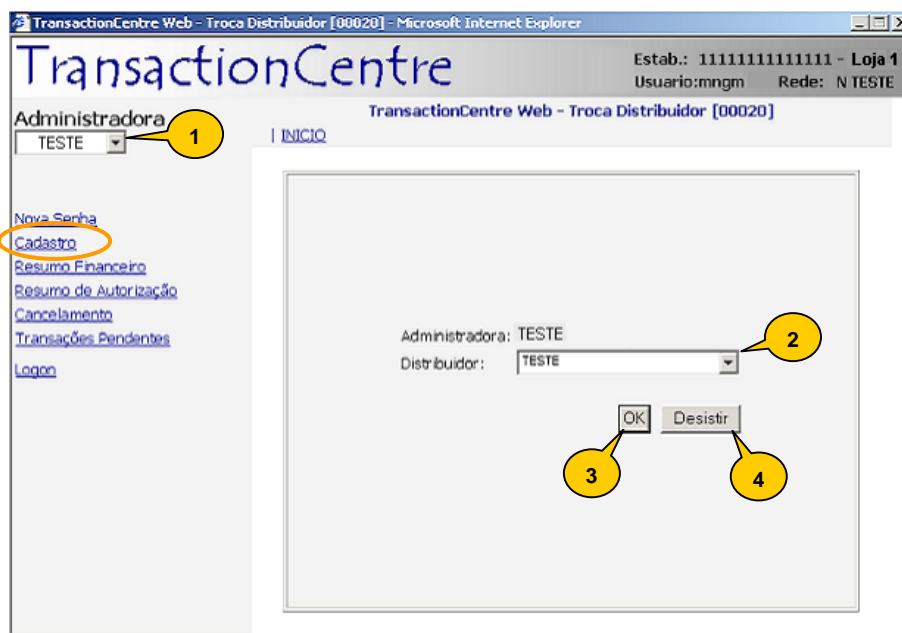 TransactionCentre Web - Troca Distribuidor [00020] - Microsoft Internet Explorer
TransactionCentre
Estab.: 11111111111111 - Loja 1
Usuario:mngm Rede: N TESTE
Administradora
TESTE
1
TransactionCentre Web - Troca Distribuidor [00020]
| INICIO
Nova Senha
Cadastro
Resumo Financeiro
Resumo de Autorização
Cancelamento
Transações Pendentes
Logon
Administradora: TESTE
Distribuidor: TESTE
2
OK Desistir
3
4